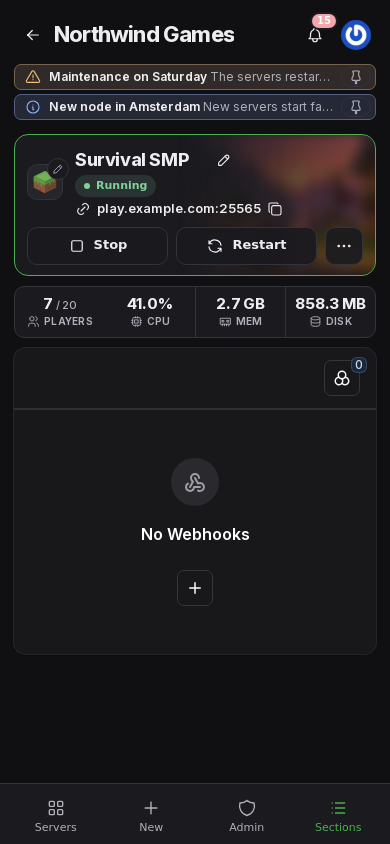 Northwind Games
15
Maintenance on Saturday The servers restar…
New node in Amsterdam New servers start fa…
Survival SMP
Running
play.example.com:25565
Stop
Restart
7 / 20
PLAYERS
41.0%
CPU
2.7 GB
MEM
858.3 MB
DISK
0
No Webhooks
Servers
New
Admin
Sections